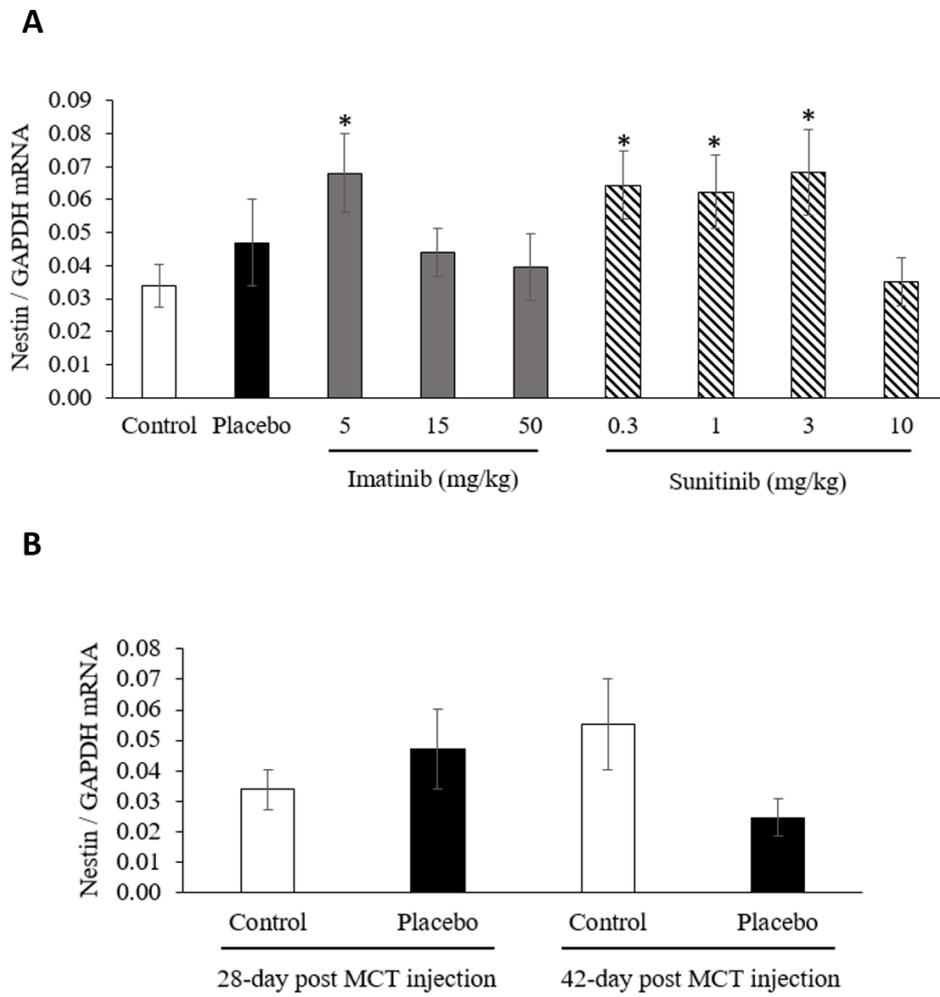 A
Nestin / GAPDH mRNA
0.09
0.08
0.07
0.06
0.05
0.04
0.03
0.02
0.01
0.00
* * * *
Control Placebo 5 15 50 0.3 1 3 10
Imatinib (mg/kg) Sunitinib (mg/kg)
B
Nestin / GAPDH mRNA
0.08
0.07
0.06
0.05
0.04
0.03
0.02
0.01
0.00
Control Placebo Control Placebo
28-day post MCT injection 42-day post MCT injection